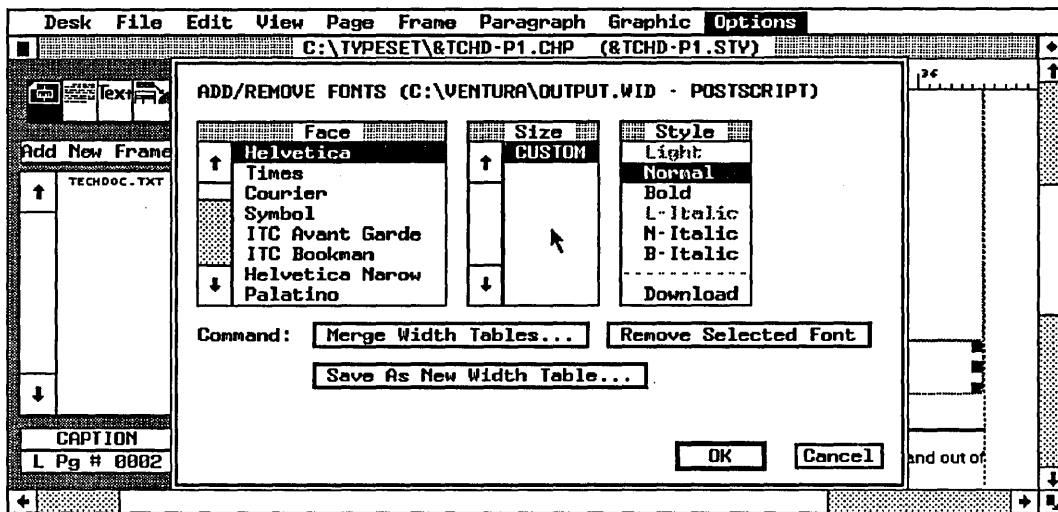 Desk File Edit View Page Frame Paragraph Graphic Options
C:\TYPESET\&TCHD-P1.CHP (&TCHD-P1.STY)
36
Text
ADD/REMOVE FONTS (C:\VENTURA\OUTPUT.WID - POSTSCRIPT)
Face Size Style
Add New Frame
Helvetica CUSTOM Light
Times Normal
TECHDOC.TXT
Courier Bold
Symbol L-Italic
ITC Avant Garde N-Italic
ITC Bookman B-Italic
Helvetica Narow
Palatino Download
Command: Merge Width Tables... Remove Selected Font
Save As New Width Table...
CAPTION
L Pg # 0002
OK Cancel
and out of